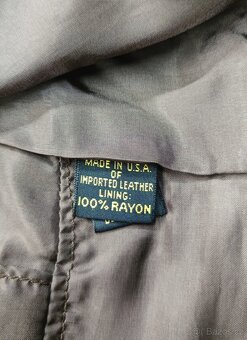 MADE IN U.S.A.
OF
IMPORTED LEATHER
LINING:
100% RAYON